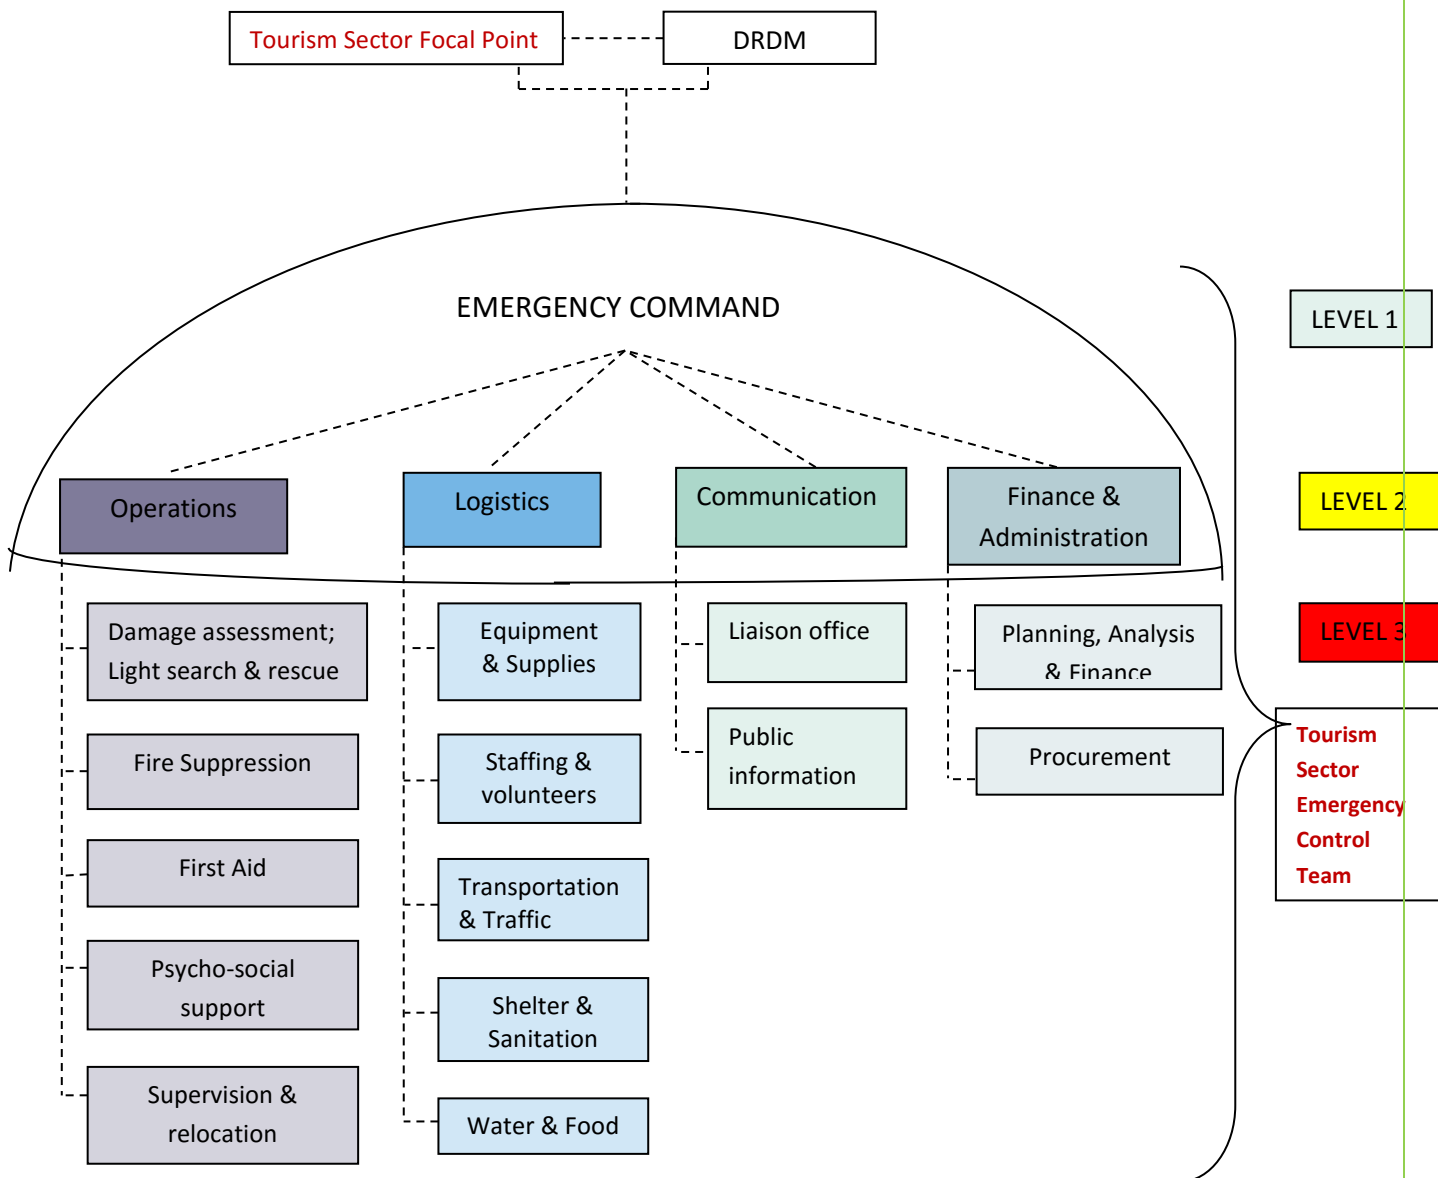 Tourism Sector Focal Point
DRDM
EMERGENCY COMMAND
LEVEL 1
Operations
Logistics
Communication
Finance &
Administration
LEVEL 2
Damage assessment;
Light search & rescue
Equipment
& Supplies
Liaison office
Planning, Analysis
& Finance
LEVEL 3
Fire Suppression
Staffing &
volunteers
Public
information
Procurement
Tourism
Sector
Emergency
Control
Team
First Aid
Transportation
& Traffic
Psycho-social
support
Shelter &
Sanitation
Supervision &
relocation
Water & Food